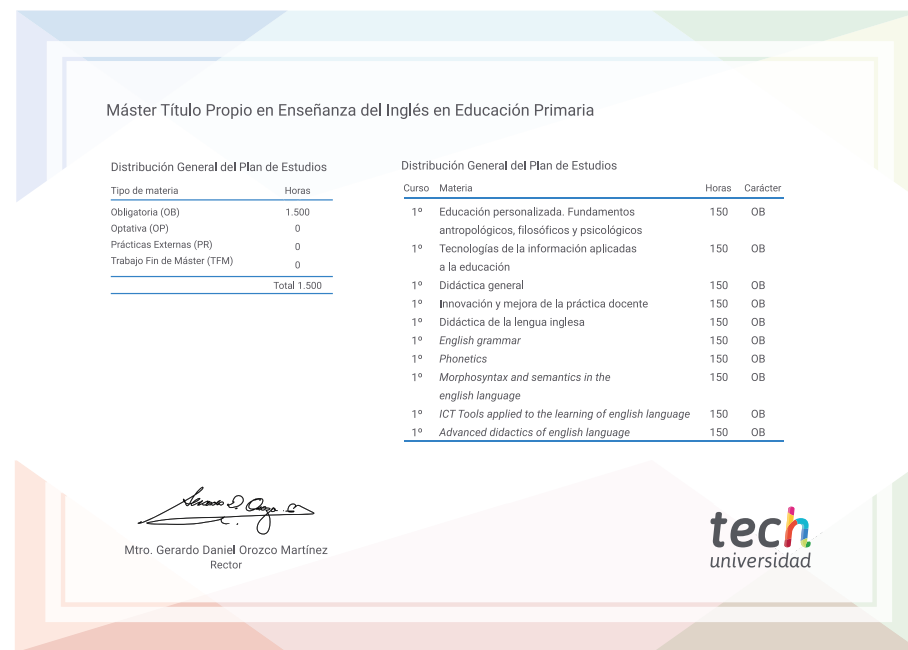 Máster Título Propio en Enseñanza del Inglés en Educación Primaria
Distribución General del Plan de Estudios
Tipo de materia Horas
Obligatoria (OB) 1.500
Optativa (OP) 0
Prácticas Externas (PR) 0
Trabajo Fin de Máster (TFM) 0
Total 1.500
Distribución General del Plan de Estudios
Curso Materia Horas Carácter
1º Educación personalizada. Fundamentos 150 OB
antropológicos, filosóficos y psicológicos
1º Tecnologías de la información aplicadas 150 OB
a la educación
1º Didáctica general 150 OB
1º Innovación y mejora de la práctica docente 150 OB
1º Didáctica de la lengua inglesa 150 OB
1º English grammar 150 OB
1º Phonetics 150 OB
1º Morphosyntax and semantics in the 150 OB
english language
1º ICT Tools applied to the learning of english language 150 OB
1º Advanced didactics of english language 150 OB
Mtro. Gerardo Daniel Orozco Martínez
Rector
tech
universidad